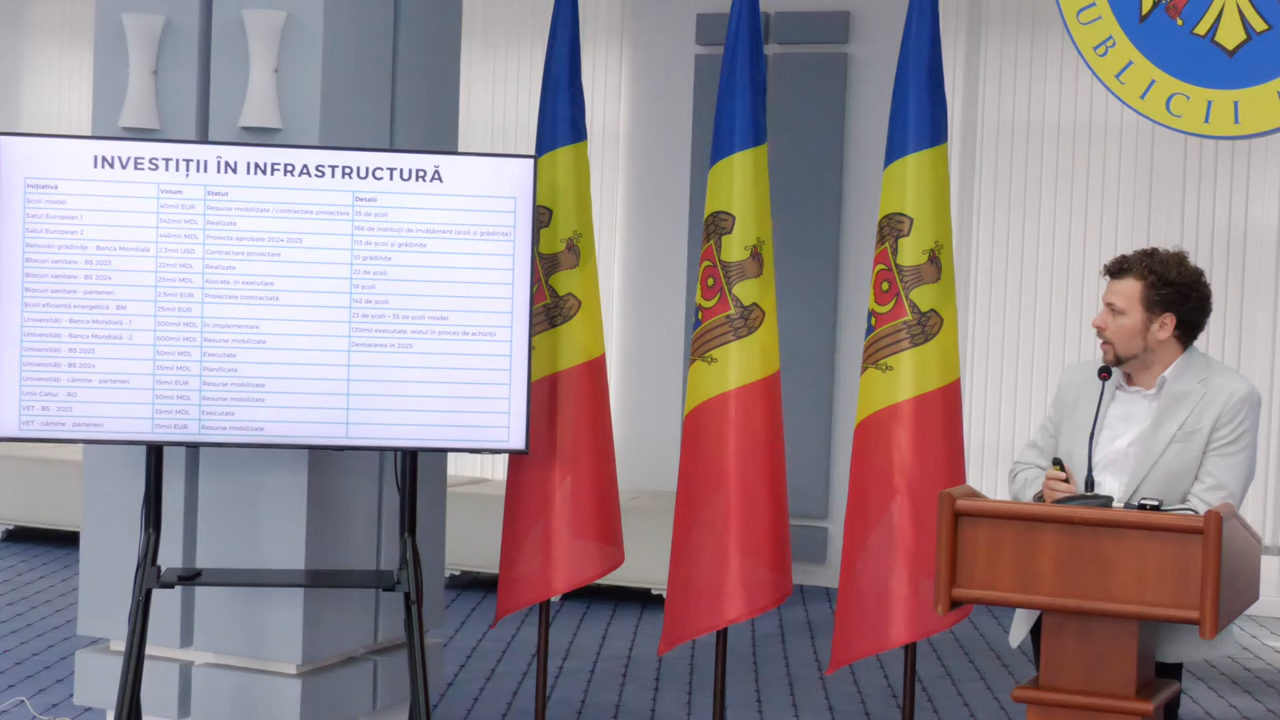 INVESTIȚII ÎN INFRASTRUCTURĂ
Inițiativă Volum Statut Detalii
Școli model 40mil EUR Resurse mobilizate / contractare proiectare 35 de școli
Satul European 1 342mil MDL Realizate 166 de instituții de învățământ (școli și grădinițe)
Satul European 2 446mil MDL Proiecte aprobate 2024-2025 113 de școli și grădinițe
Renovări grădinițe - Banca Mondială 2.3mil USD Contractare proiectare 10 grădinițe
Blocuri sanitare - BS 2023 22mil MDL Realizate 22 de școli
Blocuri sanitare - BS 2024 25mil MDL Alocate, în executare 18 școli
Blocuri sanitare - parteneri 2.5mil EUR Proiectare contractată 142 de școli
Școli eficiență energetică - BM 25mil EUR 23 de școli + 35 de școli model
Universități - Banca Mondială - 1 500mil MDL În implementare 120mil executate, restul în proces de achiziții
Universități - Banca Mondială - 2 600mil MDL Resurse mobilizate Demararea în 2025
Universități - BS 2023 50mil MDL Executate
Universități - BS 2024 35mil MDL Planificate
Universități - cămine - parteneri 15mil EUR Resurse mobilizate
Univ Cahul - RO 50mil MDL Resurse mobilizate
VET - BS - 2023 35mil MDL Executate
VET - cămine - parteneri 15mil EUR Resurse mobilizate
PUBLICII